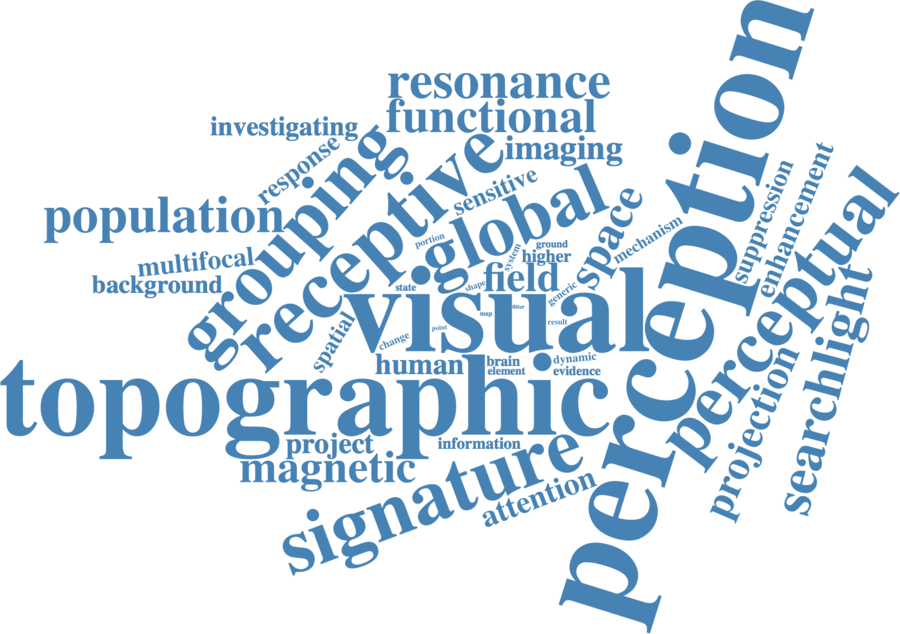 resonance
functional
investigating
imaging
response
grouping
receptive
sensitive
global
population
perception
suppression
enhancement
perceptual
searchlight
space
mechanism
portion
system
ground
higher
multifocal
background
state
shape
field
generic
visual
map
filter
result
point
change
spatial
human
brain
element
dynamic
evidence
topographic
project
information
magnetic
signature
attention
projection